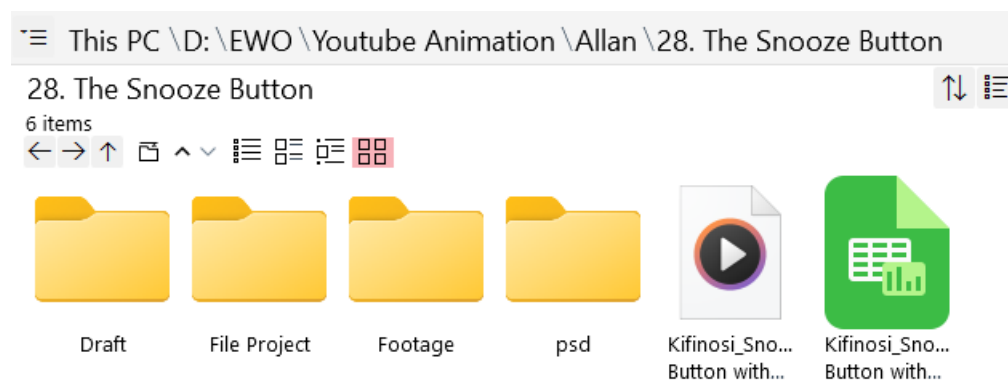 This PC \D: \EWO \Youtube Animation \Allan \28. The Snooze Button
28. The Snooze Button
6 items
Draft
File Project
Footage
psd
Kifinosi_Sno...
Button with...
Kifinosi_Sno...
Button with...